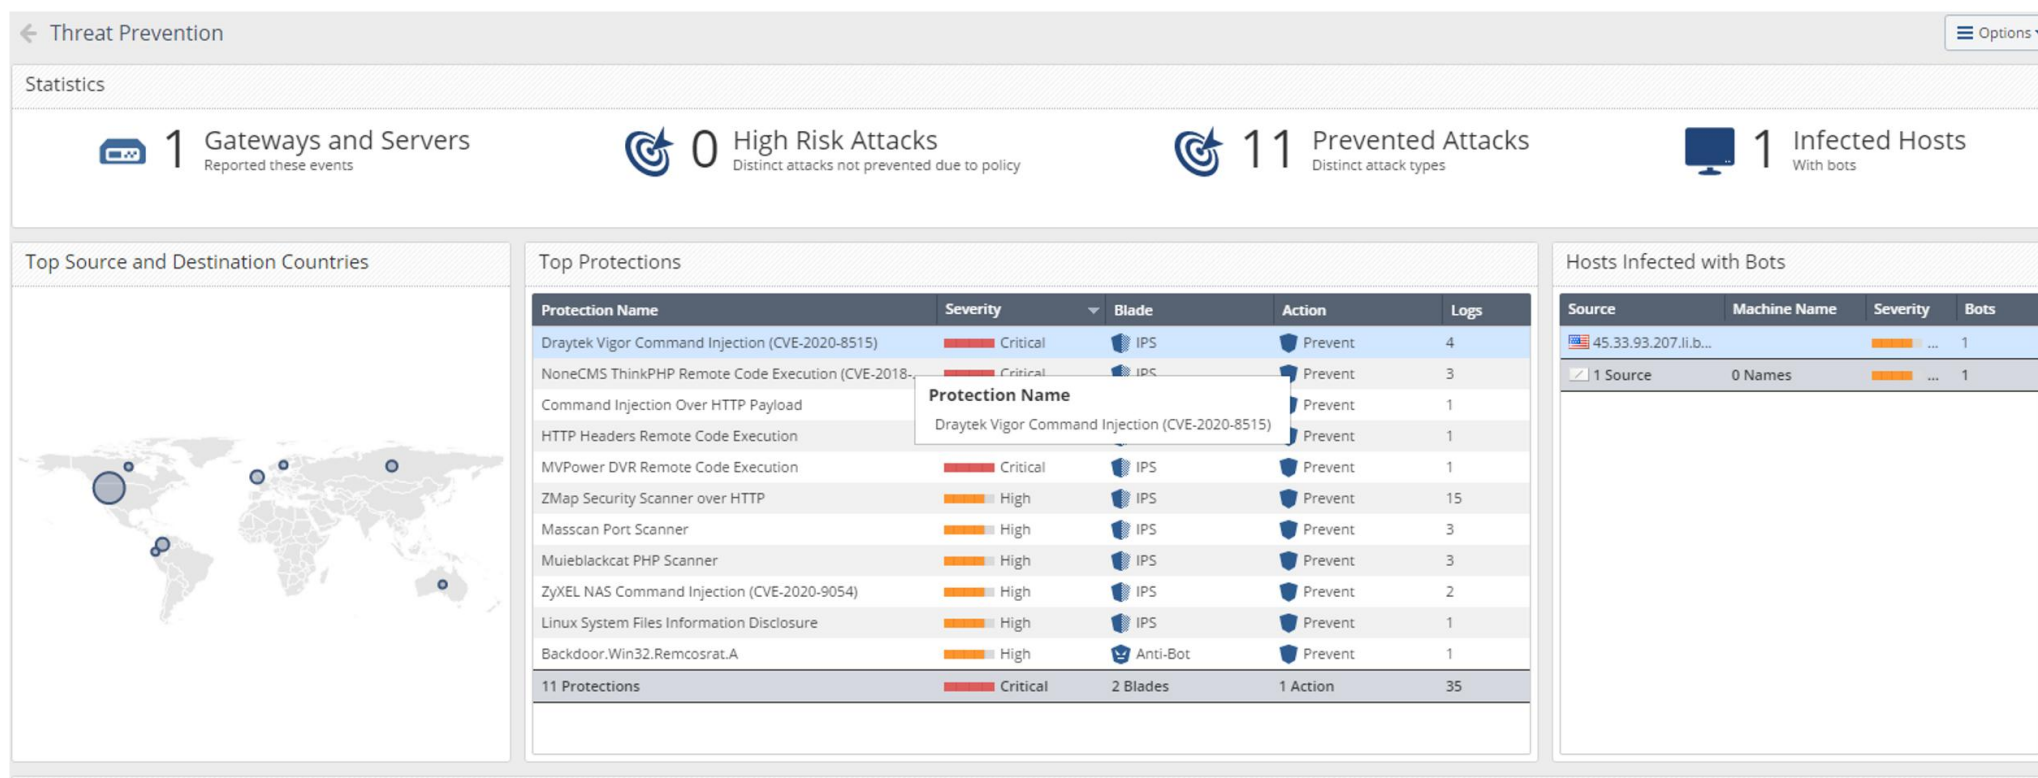 Threat Prevention
Options
Statistics
1 Gateways and Servers
Reported these events
0 High Risk Attacks
Distinct attacks not prevented due to policy
11 Prevented Attacks
Distinct attack types
1 Infected Hosts
With bots
Top Source and Destination Countries
Top Protections
Protection Name Severity Blade Action Logs
Draytek Vigor Command Injection (CVE-2020-8515) Critical IPS Prevent 4
NoneCMS ThinkPHP Remote Code Execution (CVE-2018-... Critical IPS Prevent 3
Command Injection Over HTTP Payload Prevent 1
HTTP Headers Remote Code Execution Prevent 1
Protection Name
Draytek Vigor Command Injection (CVE-2020-8515)
MVPower DVR Remote Code Execution Critical IPS Prevent 1
ZMap Security Scanner over HTTP High IPS Prevent 15
Masscan Port Scanner High IPS Prevent 3
Muieblackcat PHP Scanner High IPS Prevent 3
ZyXEL NAS Command Injection (CVE-2020-9054) High IPS Prevent 2
Linux System Files Information Disclosure High IPS Prevent 1
Backdoor.Win32.Remcosrat.A High Anti-Bot Prevent 1
11 Protections Critical 2 Blades 1 Action 35
Hosts Infected with Bots
Source Machine Name Severity Bots
45.33.93.207.li.b... ... 1
1 Source 0 Names ... 1